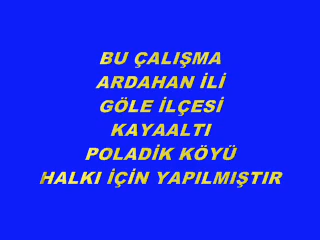 BU ÇALIŞMA
ARDAHAN İLİ
GÖLE İLÇESİ
KAYAALTI
POLADİK KÖYÜ
HALKI İÇİN YAPILMIŞTIR